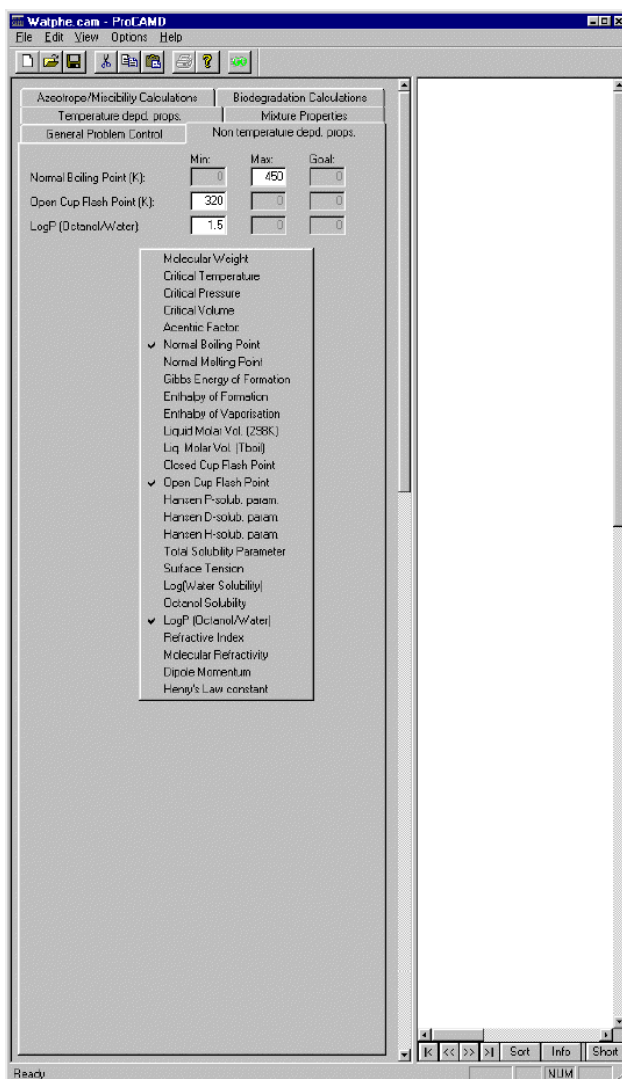 Walphe.cam - ProCAMD
File Edit View Options Help
Azeotrope/Miscibility Calculations Biodegradation Calculations
Temperature depd. props. Mixture Properties
General Problem Control Non temperature depd. props.
Min: Max: Goal:
Normal Boiling Point (K): 0 450 0
Open Cup Flash Point (K): 320 0 0
LogP (Octanol/Water) 1.5 0 0
Molecular Weight
Critical Temperature
Critical Pressure
Critical Volume
Acentric Factor
Normal Boiling Point
Normal Melting Point
Gibbs Energy of Formation
Enthalpy of Formation
Enthalpy of Vaporisation
Liquid Molar Vol. (298K)
Liq. Molar Vol. (Tboil)
Closed Cup Flash Point
Open Cup Flash Point
Hansen P-solub. param.
Hansen D-solub. param.
Hansen H-solub. param.
Total Solubility Parameter
Surface Tension
Log(Water Solubility)
Octanol Solubility
LogP (Octanol/Water)
Refractive Index
Molecular Refractivity
Dipole Momentum
Henry's Law constant
|< << >> >| Sort Info Short
Ready NUM